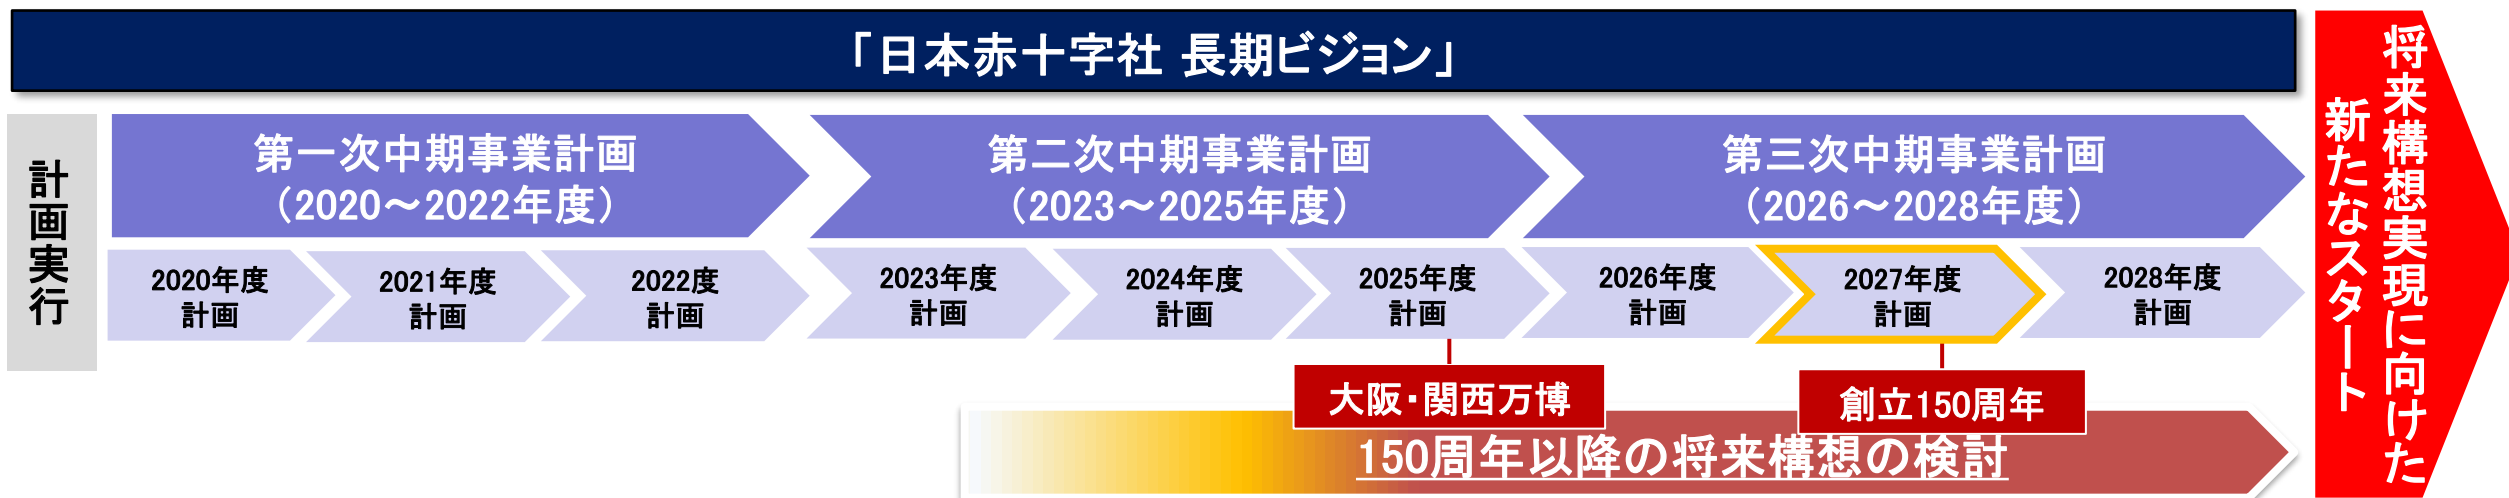 「日本赤十字社 長期ビジョン」
計画実行
第一次中期事業計画
（2020～2022年度）
第二次中期事業計画
（2023～2025年度）
第三次中期事業計画
（2026～2028年度）
2020年度
計画
2021年度
計画
2022年度
計画
2023年度
計画
2024年度
計画
2025年度
計画
2026年度
計画
2027年度
計画
2028年度
計画
大阪・関西万博
創立150周年
150周年以降の将来構想の検討
将来構想実現に向けた
新たなスタート